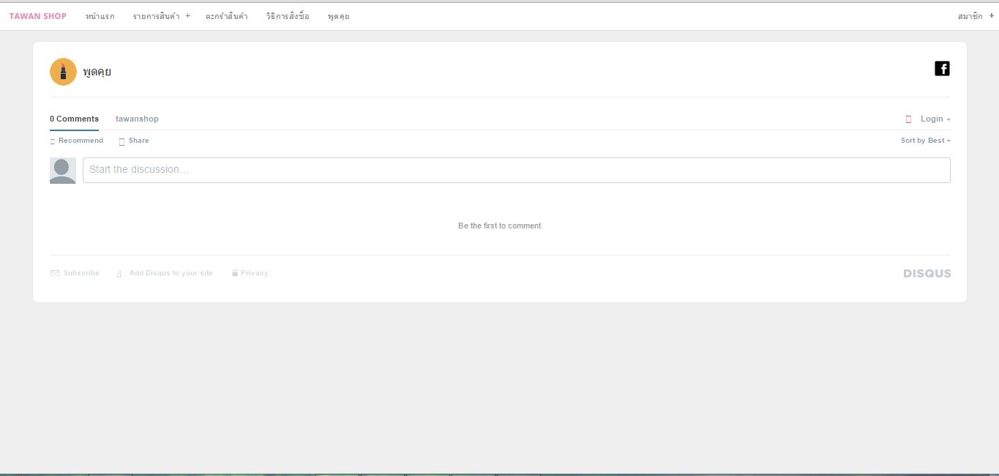 TAWAN SHOP หน้าแรก รายการสินค้า + ตะกร้าสินค้า วิธีการสั่งซื้อ พูดคุย สมาชิก +
พูดคุย
0 Comments tawanshop Login
Recommend Share Sort by Best
Start the discussion...
Be the first to comment.
Subscribe d Add Disqus to your site Privacy DISQUS